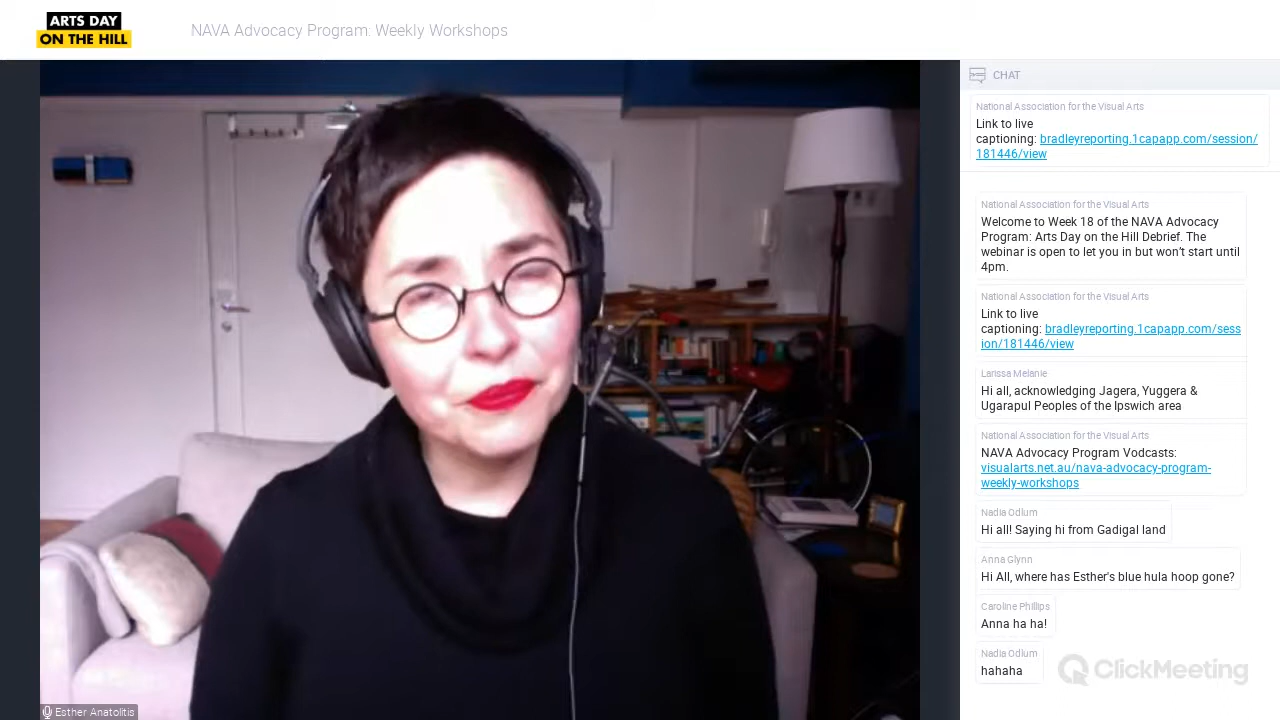 ARTS DAY
ON THE HILL
NAVA Advocacy Program: Weekly Workshops
CHAT
National Association for the Visual Arts
Link to live
captioning: bradleyreporting.1capapp.com/session/
181446/view
National Association for the Visual Arts
Welcome to Week 18 of the NAVA Advocacy
Program: Arts Day on the Hill Debrief. The
webinar is open to let you in but won't start until
4pm.
National Association for the Visual Arts
Link to live
captioning: bradleyreporting.1capapp.com/sess
ion/181446/view
Larissa Melanie
Hi all, acknowledging Jagera, Yuggera &
Ugarapul Peoples of the Ipswich area
National Association for the Visual Arts
NAVA Advocacy Program Vodcasts:
visualarts.net.au/nava-advocacy-program-
weekly-workshops
Nadia Odlum
Hi all! Saying hi from Gadigal land
Anna Glynn
Hi All, where has Esther's blue hula hoop gone?
Caroline Phillips
Anna ha ha!
Nadia Odlum
hahaha
ClickMeeting
Esther Anatolitis